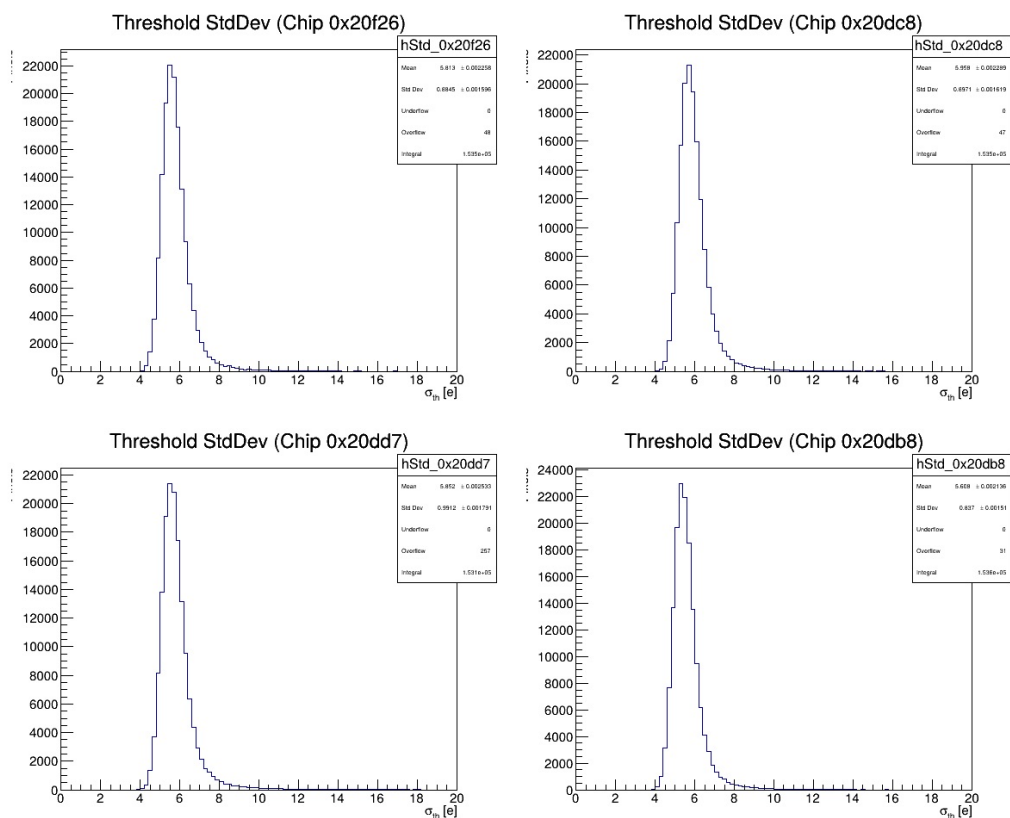 Threshold StdDev (Chip 0x20f26)
hStd_0x20f26
Mean 5.813 ± 0.002258
Std Dev 0.8845 ± 0.001596
Underflow 0
Overflow 48
Integral 1.535e+05
22000
20000
18000
16000
14000
12000
10000
8000
6000
4000
2000
0
0 2 4 6 8 10 12 14 16 18 20
σth [e]
Threshold StdDev (Chip 0x20dc8)
hStd_0x20dc8
Mean 5.958 ± 0.002289
Std Dev 0.8971 ± 0.001619
Underflow 0
Overflow 47
Integral 1.535e+05
22000
20000
18000
16000
14000
12000
10000
8000
6000
4000
2000
0
0 2 4 6 8 10 12 14 16 18 20
σth [e]
Threshold StdDev (Chip 0x20dd7)
hStd_0x20dd7
Mean 5.852 ± 0.002533
Std Dev 0.9912 ± 0.001791
Underflow 0
Overflow 257
Integral 1.531e+05
22000
20000
18000
16000
14000
12000
10000
8000
6000
4000
2000
0
0 2 4 6 8 10 12 14 16 18 20
σth [e]
Threshold StdDev (Chip 0x20db8)
hStd_0x20db8
Mean 5.609 ± 0.002136
Std Dev 0.837 ± 0.00151
Underflow 0
Overflow 31
Integral 1.536e+05
24000
22000
20000
18000
16000
14000
12000
10000
8000
6000
4000
2000
0
0 2 4 6 8 10 12 14 16 18 20
σth [e]